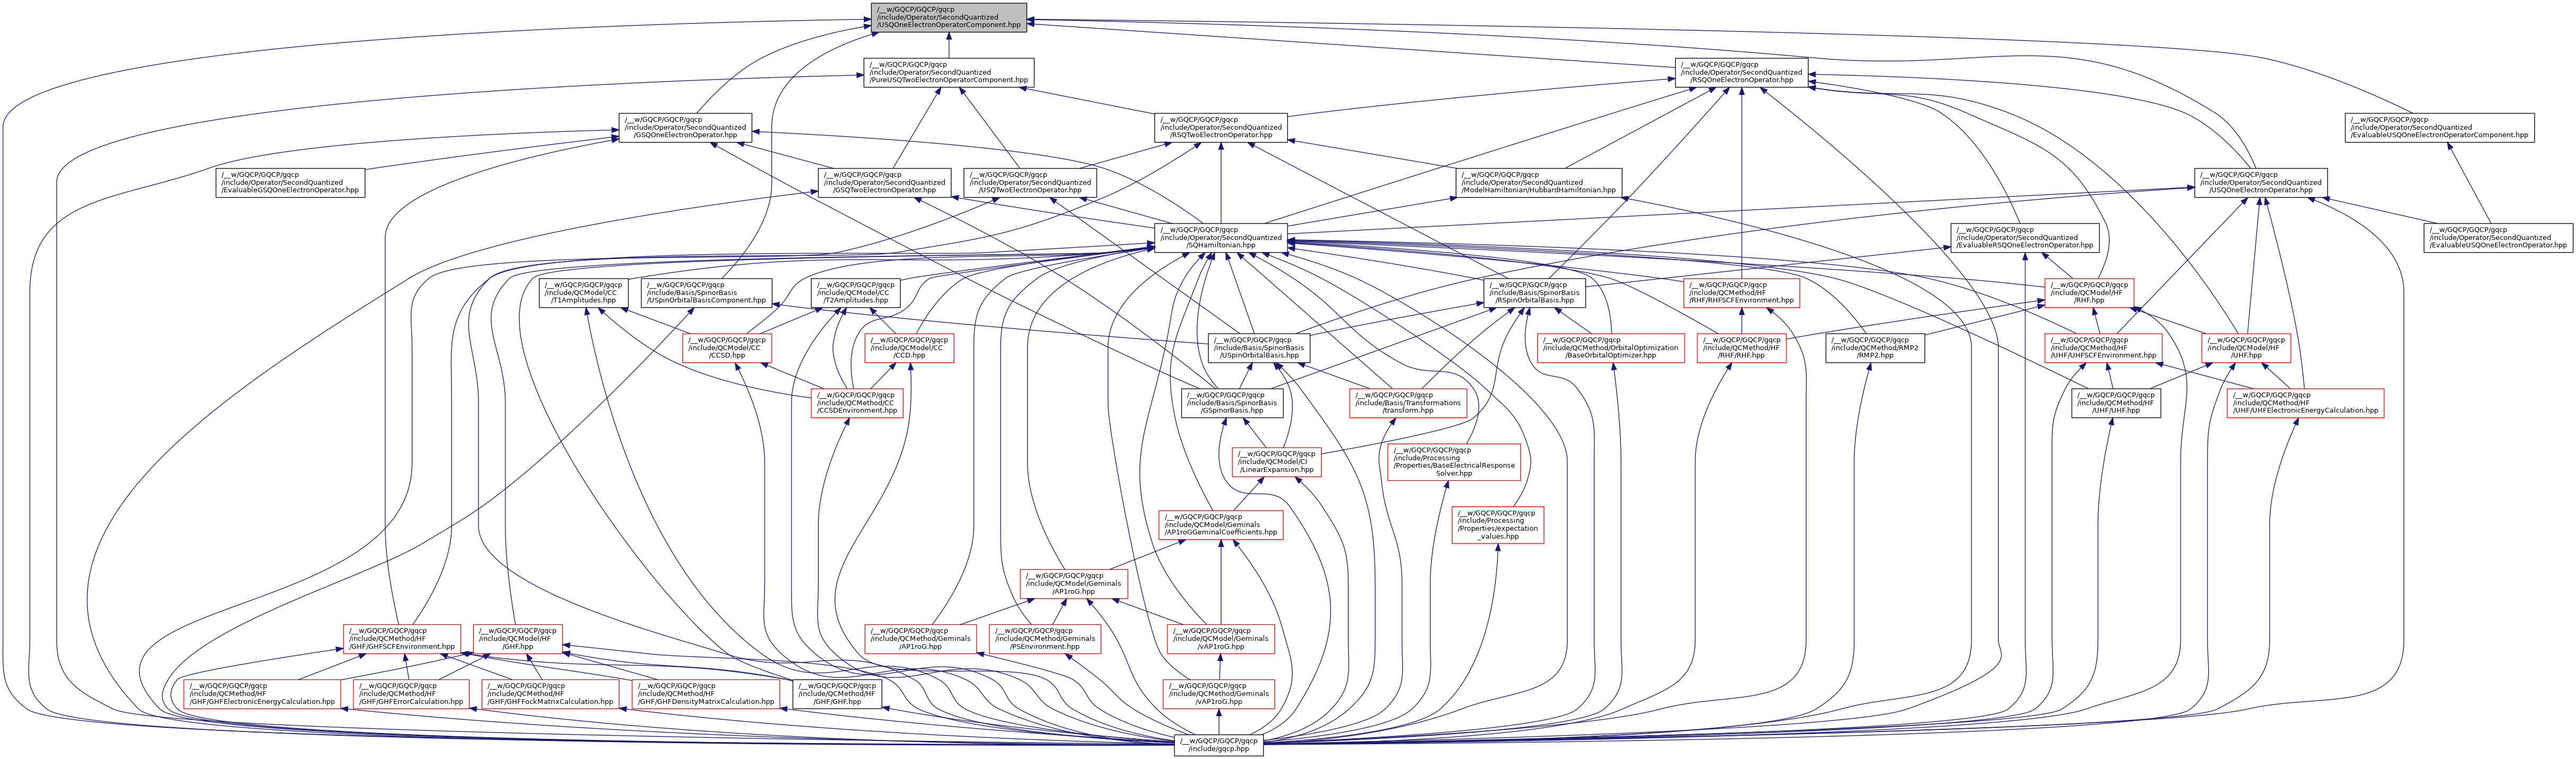 /__w/GQCP/GQCP/gqcp
/include/Operator/SecondQuantized
/USQOneElectronOperatorComponent.hpp
/__w/GQCP/GQCP/gqcp
/include/Operator/SecondQuantized
/PureUSQTwoElectronOperatorComponent.hpp
/__w/GQCP/GQCP/gqcp
/include/Operator/SecondQuantized
/RSQOneElectronOperator.hpp
/__w/GQCP/GQCP/gqcp
/include/Operator/SecondQuantized
/GSQOneElectronOperator.hpp
/__w/GQCP/GQCP/gqcp
/include/Operator/SecondQuantized
/RSQTwoElectronOperator.hpp
/__w/GQCP/GQCP/gqcp
/include/Operator/SecondQuantized
/EvaluableUSQOneElectronOperatorComponent.hpp
/__w/GQCP/GQCP/gqcp
/include/Operator/SecondQuantized
/EvaluableGSQOneElectronOperator.hpp
/__w/GQCP/GQCP/gqcp
/include/Operator/SecondQuantized
/GSQTwoElectronOperator.hpp
/__w/GQCP/GQCP/gqcp
/include/Operator/SecondQuantized
/USQTwoElectronOperator.hpp
/__w/GQCP/GQCP/gqcp
/include/Operator/SecondQuantized
/ModelHamiltonian/HubbardHamiltonian.hpp
/__w/GQCP/GQCP/gqcp
/include/Operator/SecondQuantized
/USQOneElectronOperator.hpp
/__w/GQCP/GQCP/gqcp
/include/Operator/SecondQuantized
/SQHamiltonian.hpp
/__w/GQCP/GQCP/gqcp
/include/Operator/SecondQuantized
/EvaluableRSQOneElectronOperator.hpp
/__w/GQCP/GQCP/gqcp
/include/Operator/SecondQuantized
/EvaluableUSQOneElectronOperator.hpp
/__w/GQCP/GQCP/gqcp
/include/QCModel/CC
/T1Amplitudes.hpp
/__w/GQCP/GQCP/gqcp
/include/Basis/SpinorBasis
/USpinOrbitalBasisComponent.hpp
/__w/GQCP/GQCP/gqcp
/include/QCModel/CC
/T2Amplitudes.hpp
/__w/GQCP/GQCP/gqcp
/include/Basis/SpinorBasis
/RSpinOrbitalBasis.hpp
/__w/GQCP/GQCP/gqcp
/include/QCMethod/HF
/RHF/RHFSCFEnvironment.hpp
/__w/GQCP/GQCP/gqcp
/include/QCModel/HF
/RHF.hpp
/__w/GQCP/GQCP/gqcp
/include/QCModel/CC
/CCSD.hpp
/__w/GQCP/GQCP/gqcp
/include/QCModel/CC
/CCD.hpp
/__w/GQCP/GQCP/gqcp
/include/Basis/SpinorBasis
/USpinOrbitalBasis.hpp
/__w/GQCP/GQCP/gqcp
/include/QCMethod/OrbitalOptimization
/BaseOrbitalOptimizer.hpp
/__w/GQCP/GQCP/gqcp
/include/QCMethod/HF
/RHF/RHF.hpp
/__w/GQCP/GQCP/gqcp
/include/QCMethod/RMP2
/RMP2.hpp
/__w/GQCP/GQCP/gqcp
/include/QCMethod/HF
/UHF/UHFSCFEnvironment.hpp
/__w/GQCP/GQCP/gqcp
/include/QCModel/HF
/UHF.hpp
/__w/GQCP/GQCP/gqcp
/include/QCMethod/CC
/CCSDEnvironment.hpp
/__w/GQCP/GQCP/gqcp
/include/Basis/SpinorBasis
/GSpinorBasis.hpp
/__w/GQCP/GQCP/gqcp
/include/Basis/Transformations
/transform.hpp
/__w/GQCP/GQCP/gqcp
/include/QCMethod/HF
/UHF/UHF.hpp
/__w/GQCP/GQCP/gqcp
/include/QCMethod/HF
/UHF/UHFElectronicEnergyCalculation.hpp
/__w/GQCP/GQCP/gqcp
/include/QCModel/CI
/LinearExpansion.hpp
/__w/GQCP/GQCP/gqcp
/include/Processing
/Properties/BaseElectricalResponse
Solver.hpp
/__w/GQCP/GQCP/gqcp
/include/QCModel/Geminals
/AP1roGGeminalCoefficients.hpp
/__w/GQCP/GQCP/gqcp
/include/Processing
/Properties/expectation
_values.hpp
/__w/GQCP/GQCP/gqcp
/include/QCModel/Geminals
/AP1roG.hpp
/__w/GQCP/GQCP/gqcp
/include/QCMethod/HF
/GHF/GHFSCFEnvironment.hpp
/__w/GQCP/GQCP/gqcp
/include/QCModel/HF
/GHF.hpp
/__w/GQCP/GQCP/gqcp
/include/QCMethod/Geminals
/AP1roG.hpp
/__w/GQCP/GQCP/gqcp
/include/QCMethod/Geminals
/PSEnvironment.hpp
/__w/GQCP/GQCP/gqcp
/include/QCModel/Geminals
/vAP1roG.hpp
/__w/GQCP/GQCP/gqcp
/include/QCMethod/HF
/GHF/GHFElectronicEnergyCalculation.hpp
/__w/GQCP/GQCP/gqcp
/include/QCMethod/HF
/GHF/GHFErrorCalculation.hpp
/__w/GQCP/GQCP/gqcp
/include/QCMethod/HF
/GHF/GHFFockMatrixCalculation.hpp
/__w/GQCP/GQCP/gqcp
/include/QCMethod/HF
/GHF/GHFDensityMatrixCalculation.hpp
/__w/GQCP/GQCP/gqcp
/include/QCMethod/HF
/GHF/GHF.hpp
/__w/GQCP/GQCP/gqcp
/include/QCMethod/Geminals
/vAP1roG.hpp
/__w/GQCP/GQCP/gqcp
/include/gqcp.hpp